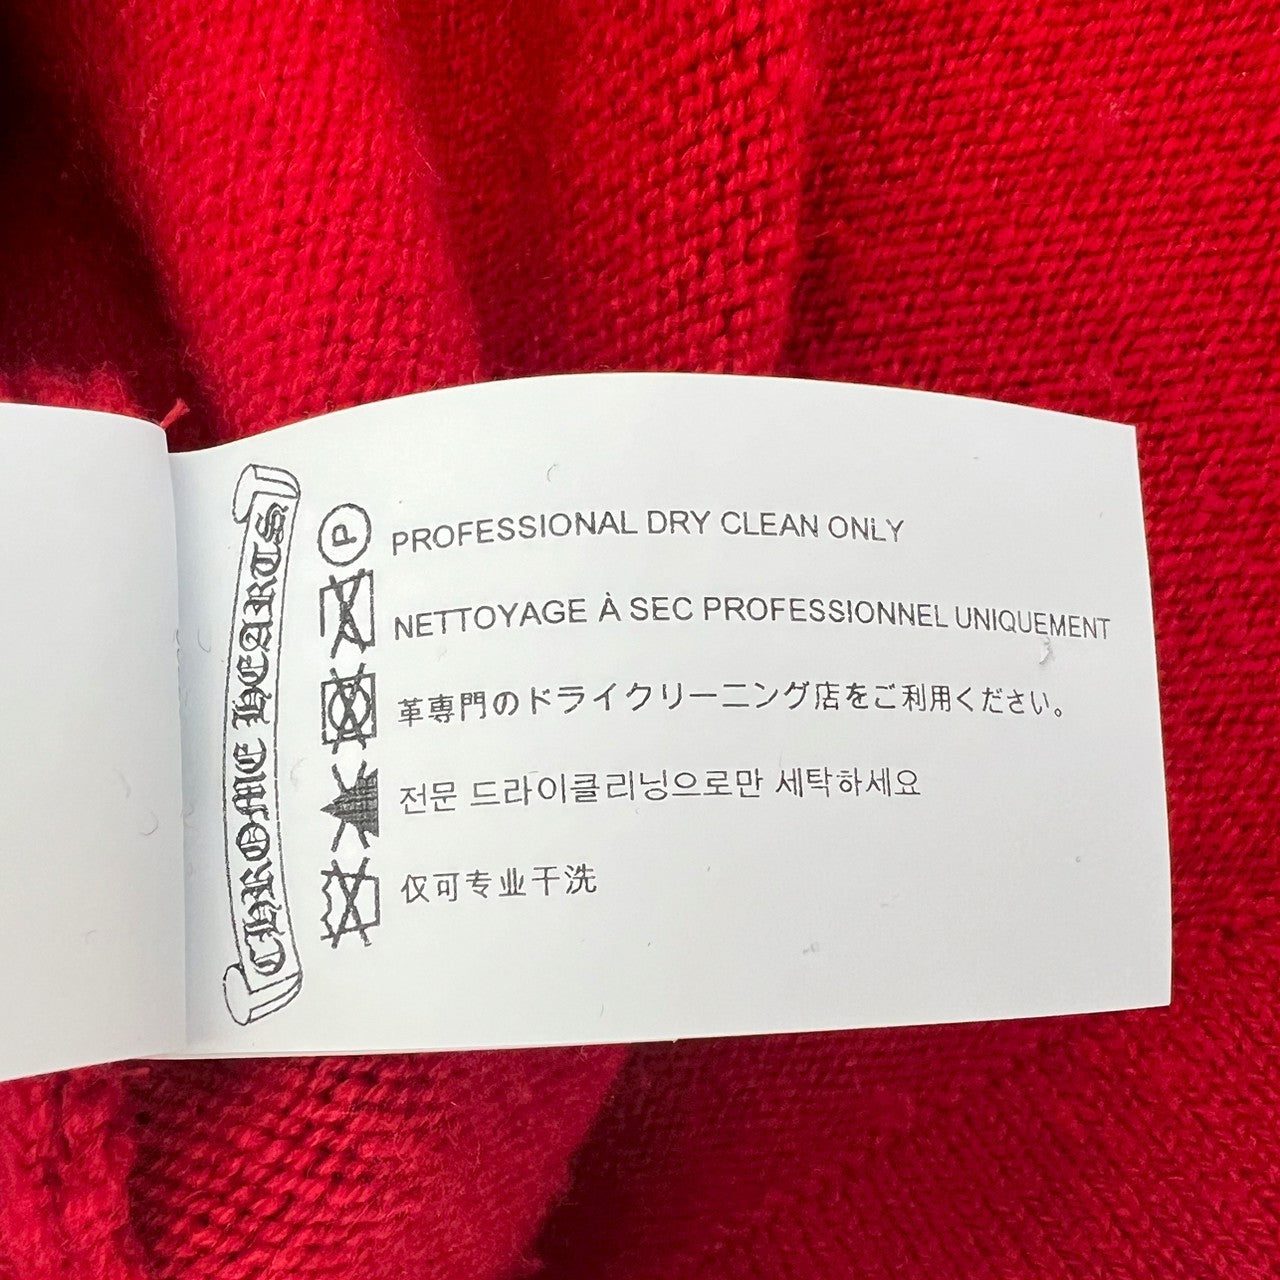 CHROME HEARTS
P
PROFESSIONAL DRY CLEAN ONLY
NETTOYAGE À SEC PROFESSIONNEL UNIQUEMENT
革専門のドライクリーニング店をご利用ください。
전문 드라이클리닝으로만 세탁하세요
仅可专业干洗